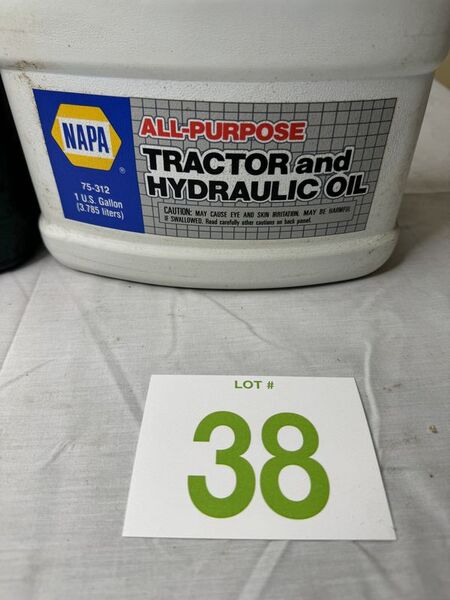 NAPA
®
75-312
1 U.S. Gallon
(3.785 liters)
ALL-PURPOSE
TRACTOR and
HYDRAULIC OIL
CAUTION: MAY CAUSE EYE AND SKIN IRRITATION. MAY BE HARMFUL
IF SWALLOWED. Read carefully other cautions on back panel.
LOT #
38